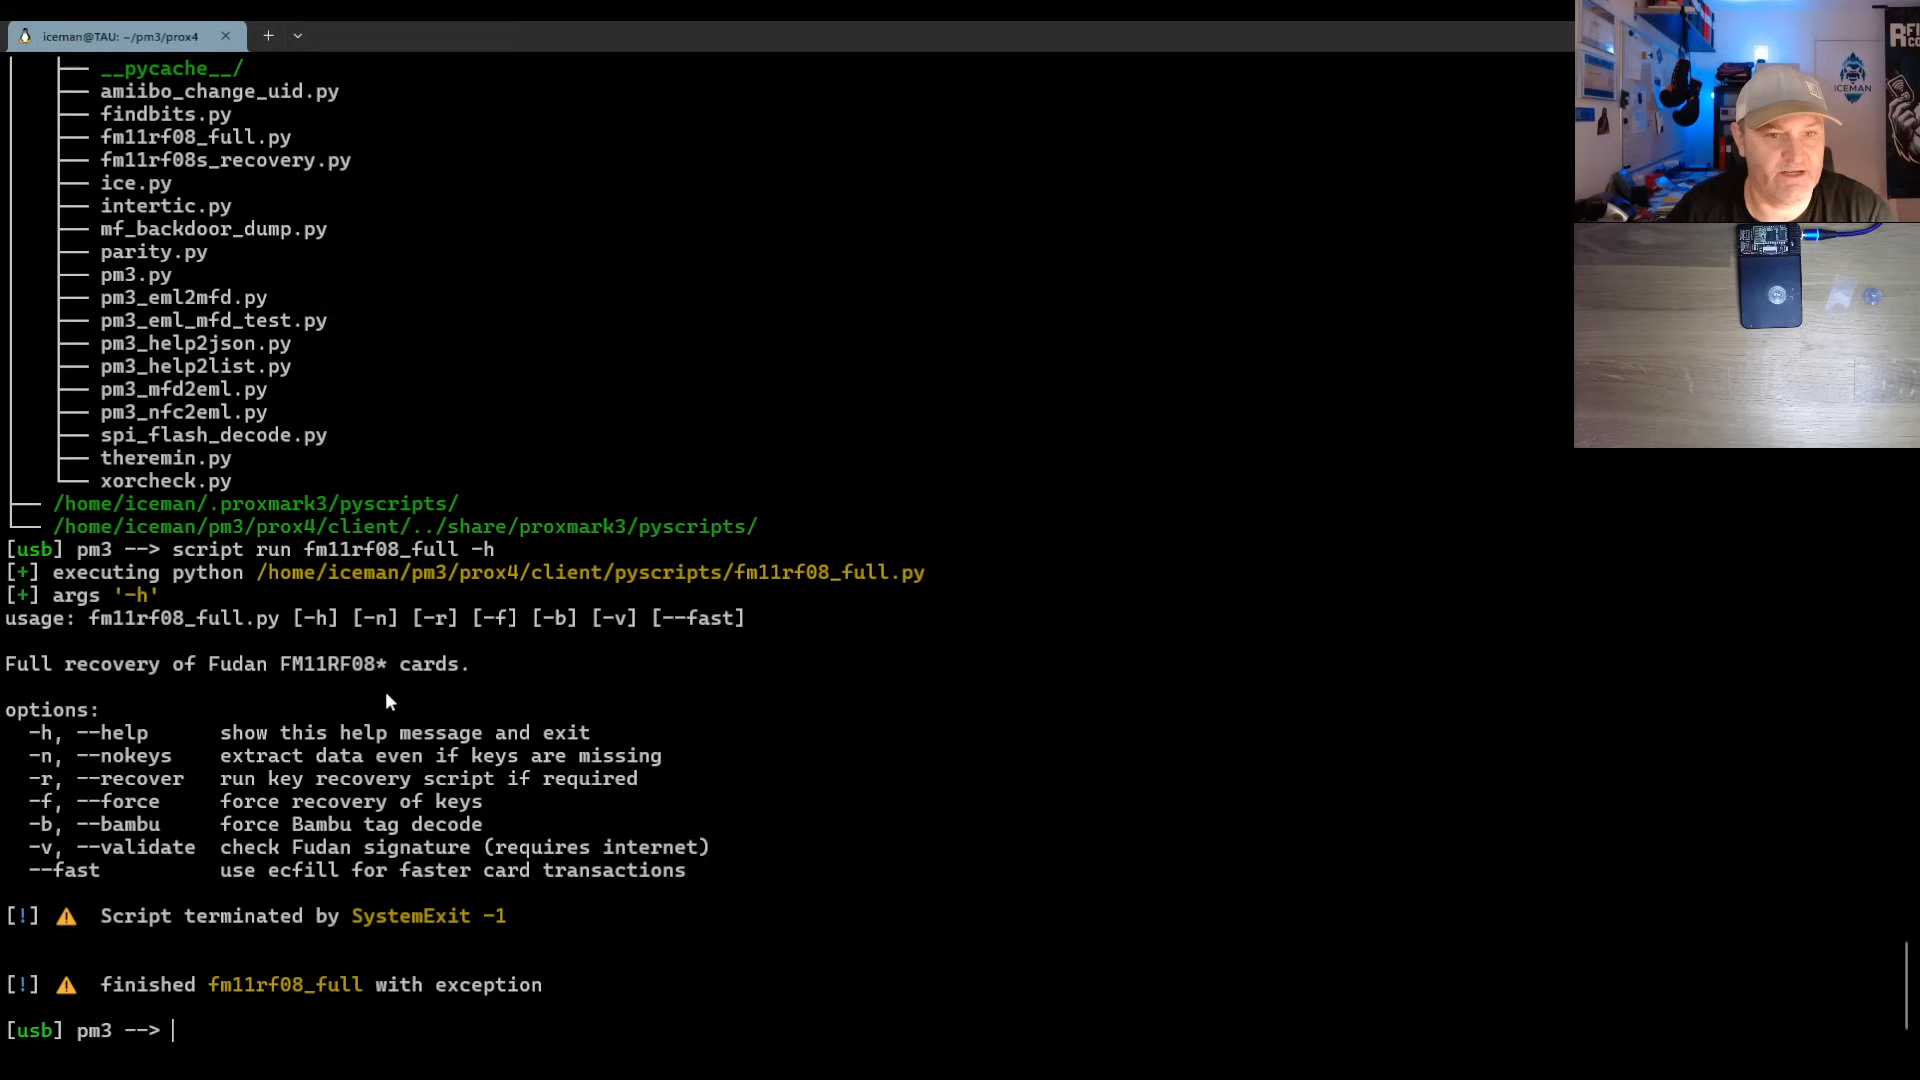 iceman@TAU: ~/pm3/prox4
__pycache__/
amiibo_change_uid.py
findbits.py
fm11rf08_full.py
fm11rf08s_recovery.py
ice.py
intertic.py
mf_backdoor_dump.py
parity.py
pm3.py
pm3_eml2mfd.py
pm3_eml_mfd_test.py
pm3_help2json.py
pm3_help2list.py
pm3_mfd2eml.py
pm3_nfc2eml.py
spi_flash_decode.py
theremin.py
xorcheck.py
/home/iceman/.proxmark3/pyscripts/
/home/iceman/pm3/prox4/client/../share/proxmark3/pyscripts/
[usb] pm3 --> script run fm11rf08_full -h
[+] executing python /home/iceman/pm3/prox4/client/pyscripts/fm11rf08_full.py
[+] args '-h'
usage: fm11rf08_full.py [-h] [-n] [-r] [-f] [-b] [-v] [--fast]
Full recovery of Fudan FM11RF08* cards.
options:
-h, --help show this help message and exit
-n, --nokeys extract data even if keys are missing
-r, --recover run key recovery script if required
-f, --force force recovery of keys
-b, --bambu force Bambu tag decode
-v, --validate check Fudan signature (requires internet)
--fast use ecfill for faster card transactions
[!] ⚠ Script terminated by SystemExit -1
[!] ⚠ finished fm11rf08_full with exception
[usb] pm3 -->
ICEMAN